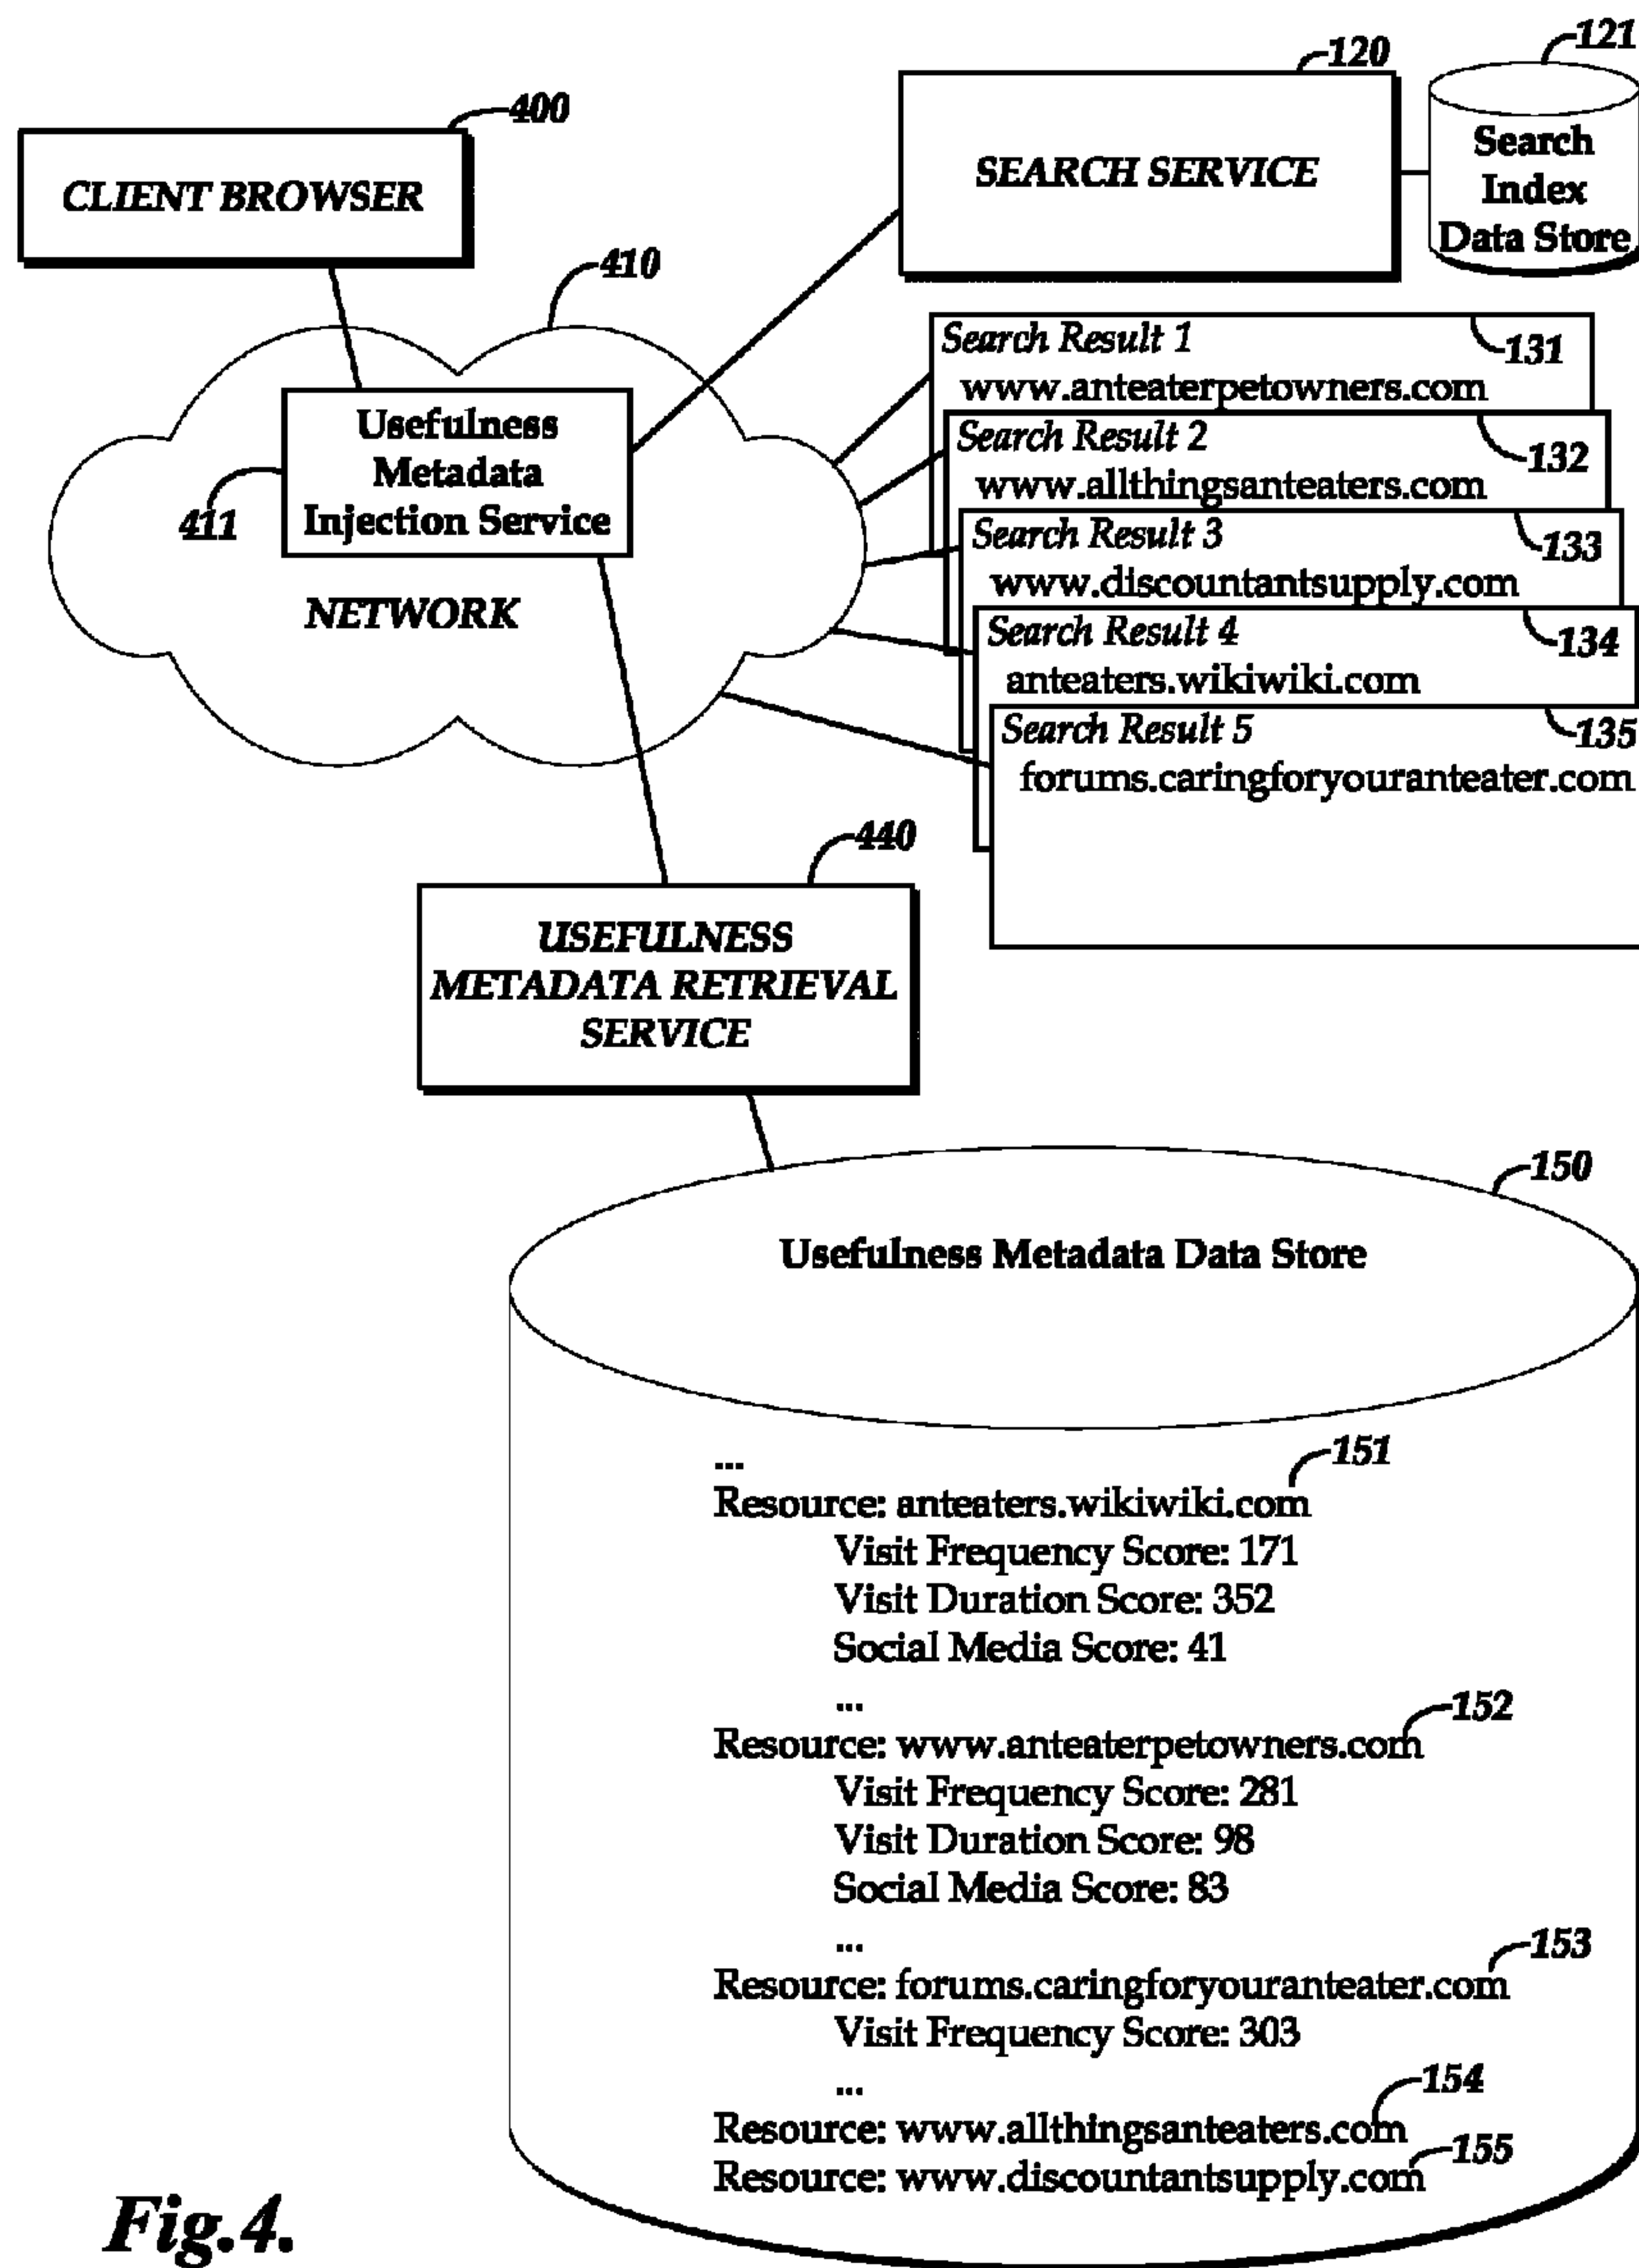 120
121
400
CLIENT BROWSER
SEARCH SERVICE
Search
Index
Data Store
410
Usefulness
Metadata
Injection Service
411
NETWORK
Search Result 1
131
www.anteaterpetowners.com
Search Result 2
132
www.allthingsanteaters.com
Search Result 3
133
www.discountantsupply.com
Search Result 4
134
anteaters.wikiwiki.com
Search Result 5
135
forums.caringforyouranteater.com
440
USEFULNESS
METADATA RETRIEVAL
SERVICE
150
Usefulness Metadata Data Store
...
151
Resource: anteaters.wikiwiki.com
Visit Frequency Score: 171
Visit Duration Score: 352
Social Media Score: 41
...
152
Resource: www.anteaterpetowners.com
Visit Frequency Score: 281
Visit Duration Score: 98
Social Media Score: 83
...
153
Resource: forums.caringforyouranteater.com
Visit Frequency Score: 303
...
154
Resource: www.allthingsanteaters.com
155
Resource: www.discountantsupply.com
Fig.4.